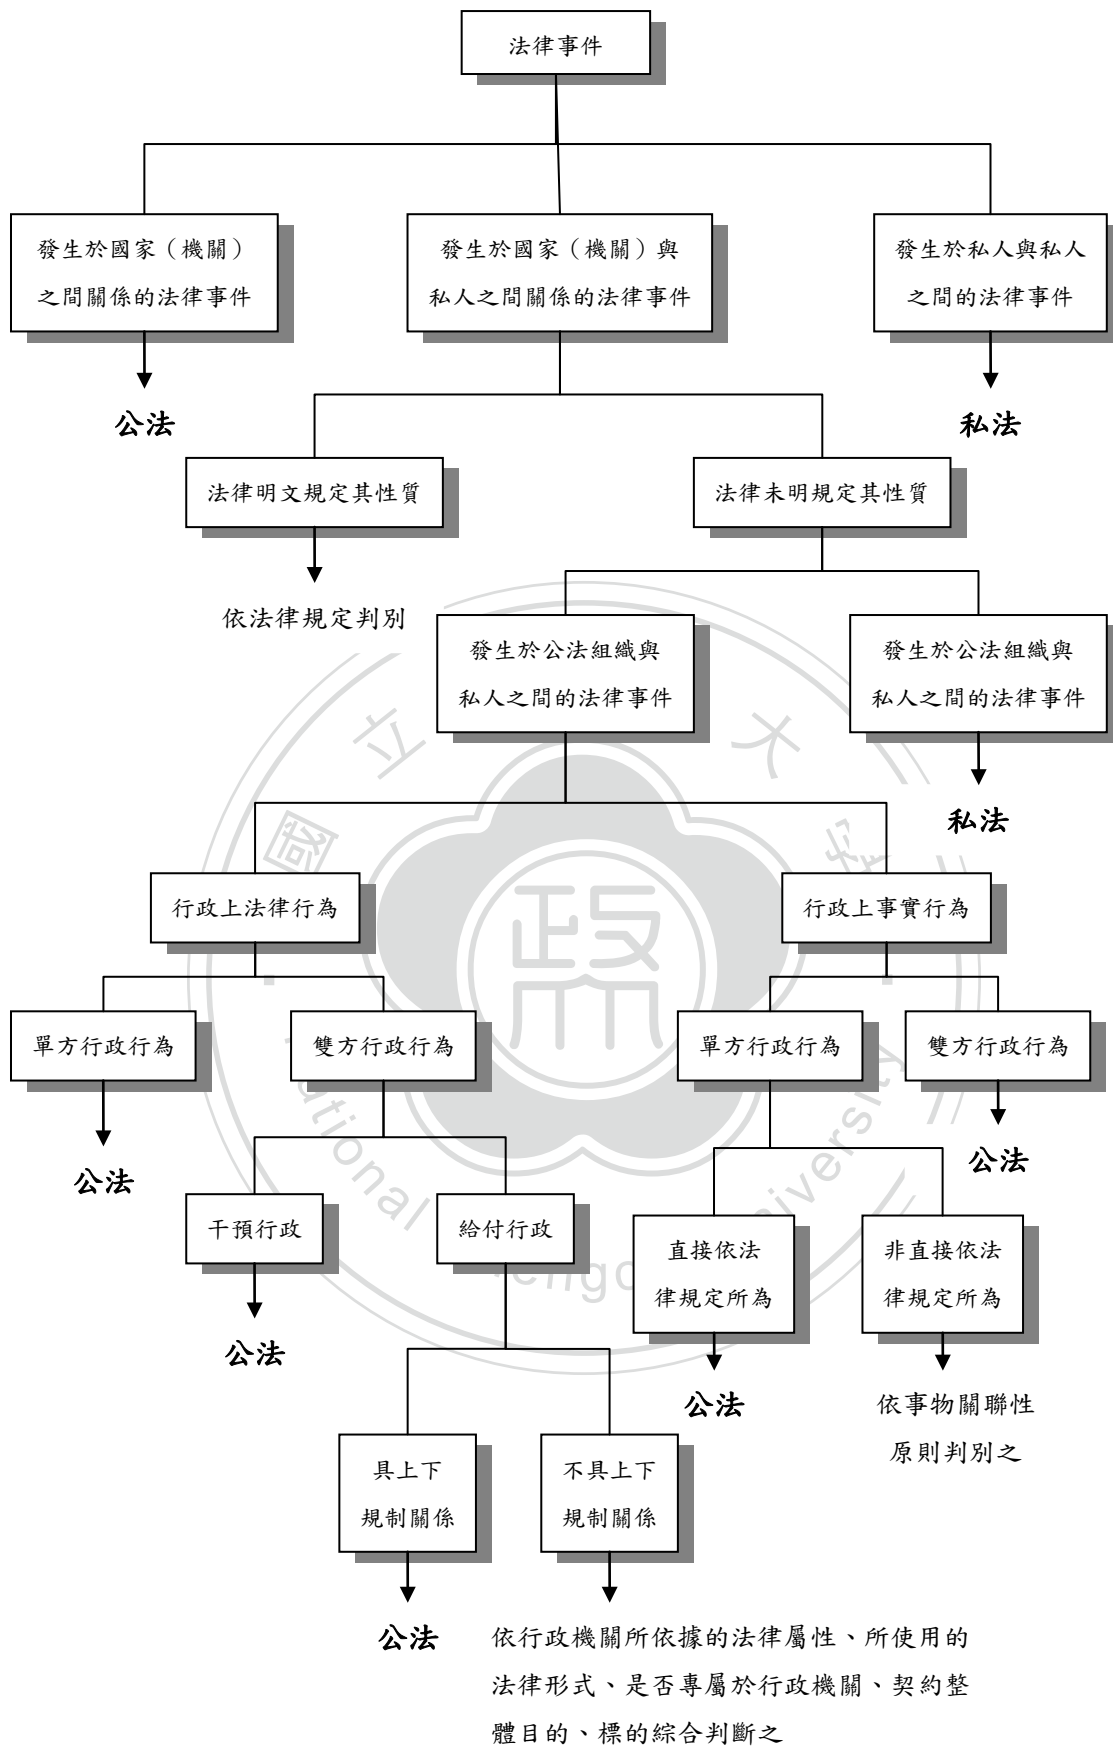 法律事件
發生於國家（機關）
之間關係的法律事件
發生於國家（機關）與
私人之間關係的法律事件
發生於私人與私人
之間的法律事件
公法
私法
法律明文規定其性質
法律未明規定其性質
依法律規定判別
發生於公法組織與
私人之間的法律事件
發生於公法組織與
私人之間的法律事件
私法
行政上法律行為
行政上事實行為
單方行政行為
雙方行政行為
單方行政行為
雙方行政行為
公法
公法
干預行政
給付行政
直接依法
律規定所為
非直接依法
律規定所為
公法
公法
依事物關聯性
原則判別之
具上下
規制關係
不具上下
規制關係
公法
依行政機關所依據的法律屬性、所使用的
法律形式、是否專屬於行政機關、契約整
體目的、標的綜合判斷之
國立
大
政